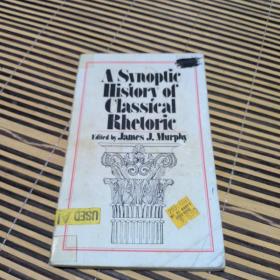 A Synoptic
History of
Classical
Rhetoric
Edited by James J. Murphy
USED